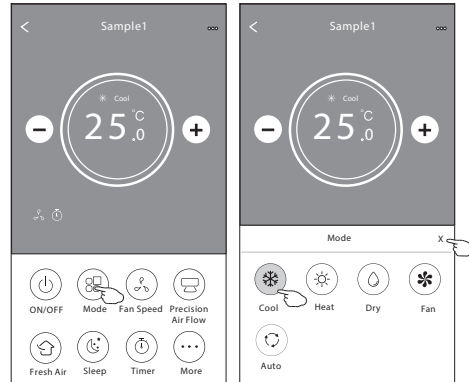 Sample1
Cool
25.0°C
ON/OFF
Mode
Fan Speed
Precision
Air Flow
Fresh Air
Sleep
Timer
More
Sample1
Cool
25.0°C
Mode
X
Cool
Heat
Dry
Fan
Auto